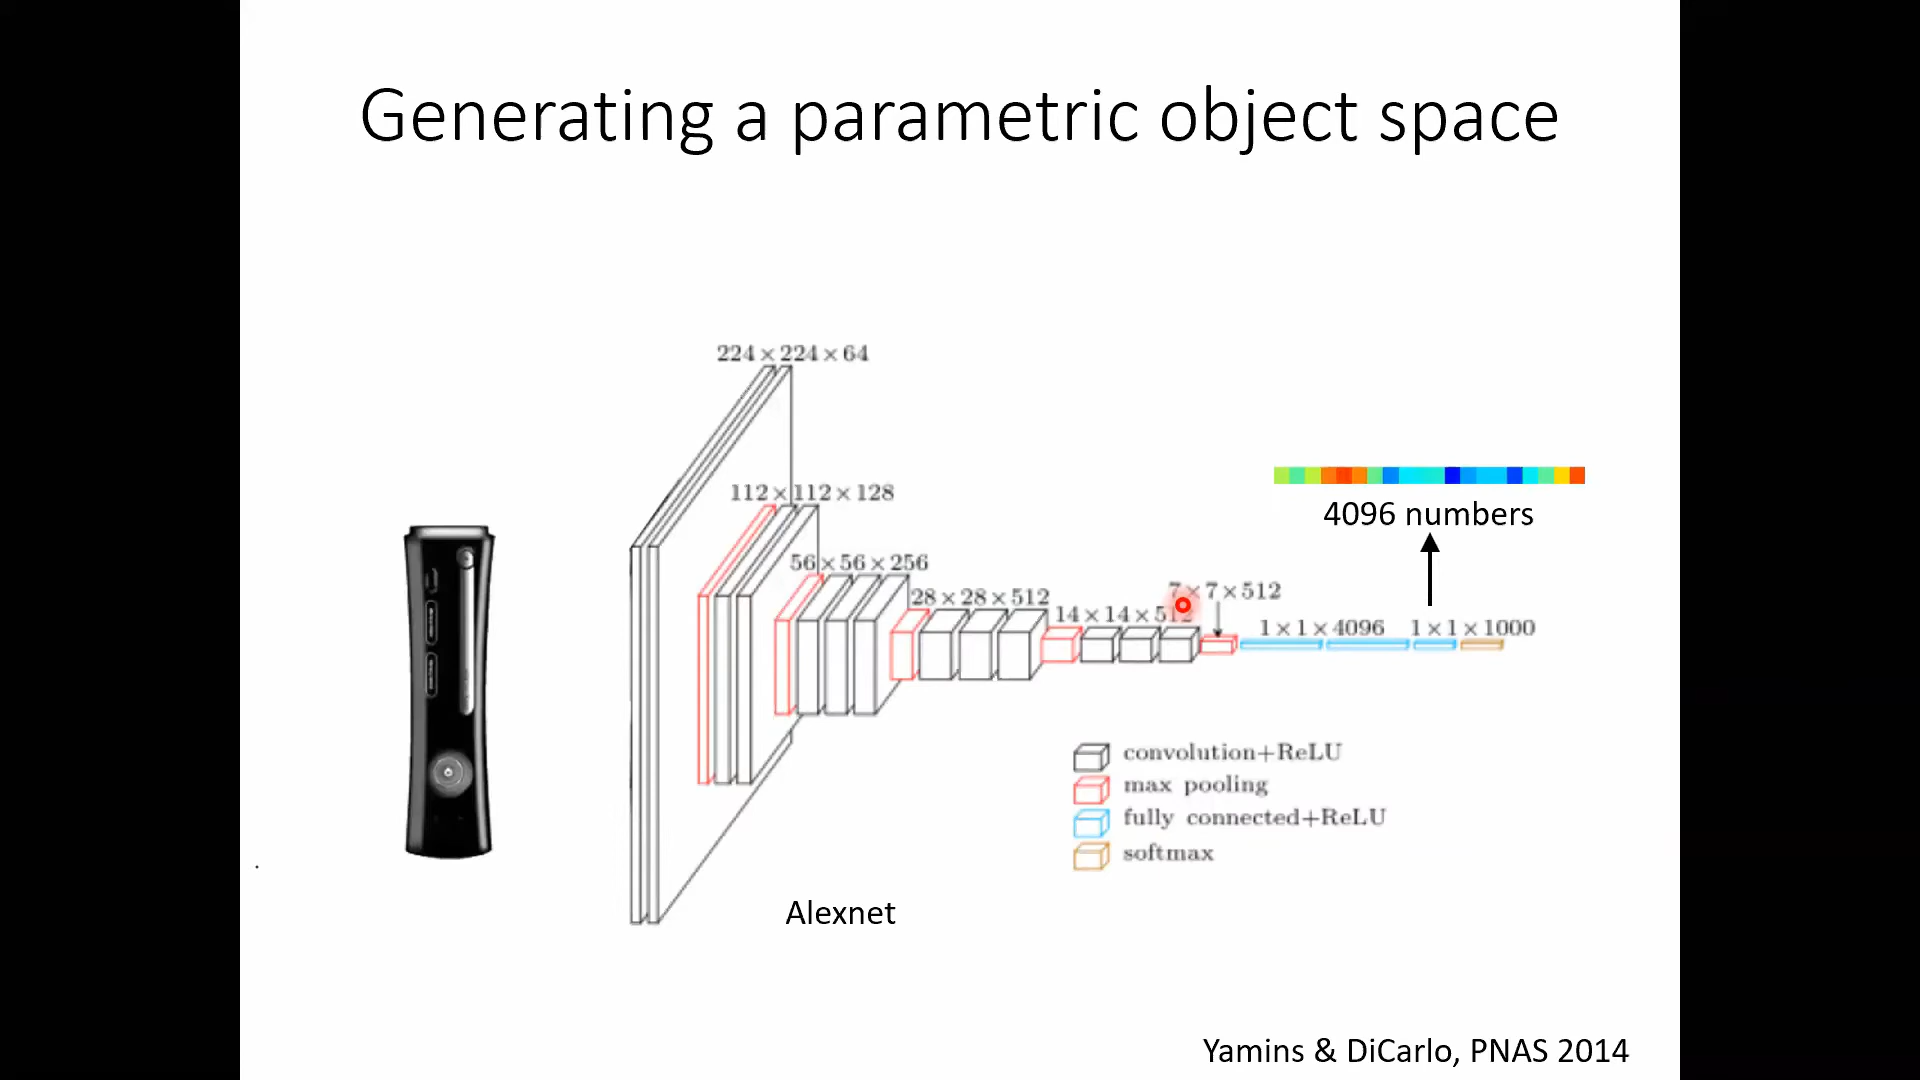 Generating a parametric object space
224×224×64
112×112×128
56×56×256
28×28×512
14×14×512
7×7×512
1×1×4096
1×1×1000
4096 numbers
convolution+ReLU
max pooling
fully connected+ReLU
softmax
Alexnet
Yamins & DiCarlo, PNAS 2014